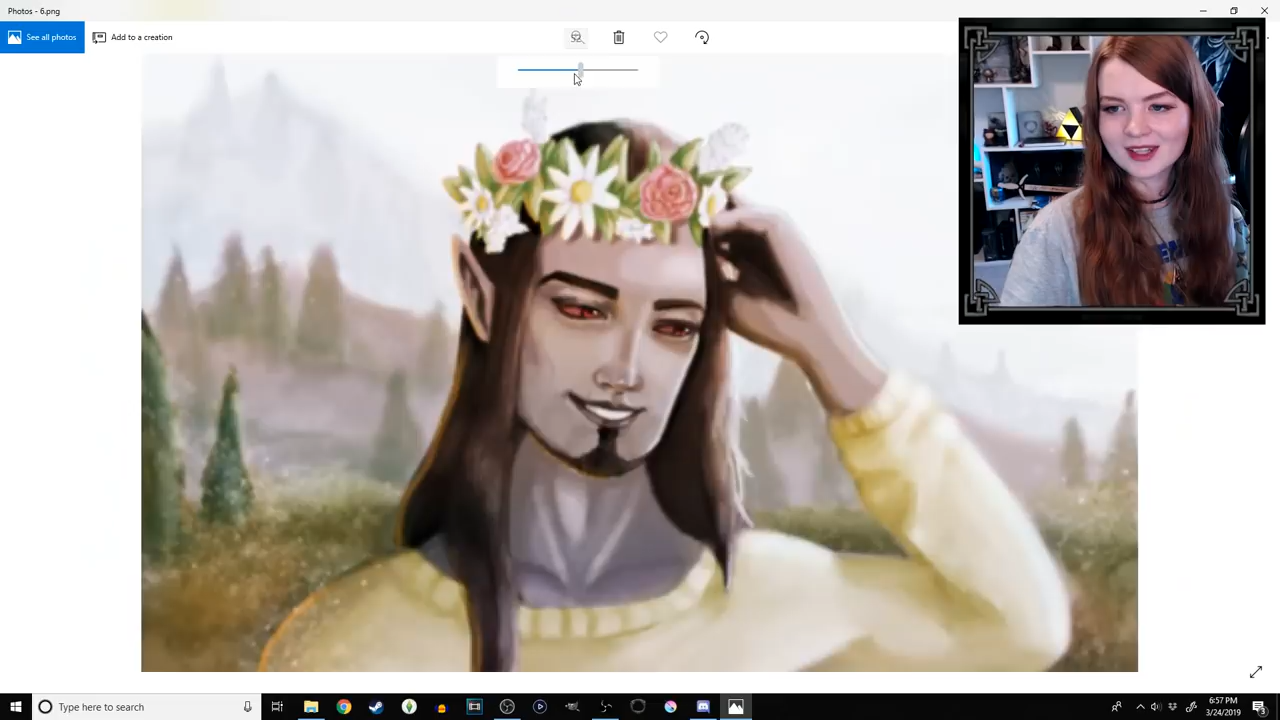 Photos - 6.png
See all photos
Add to a creation
Type here to search
6:57 PM
3/24/2019